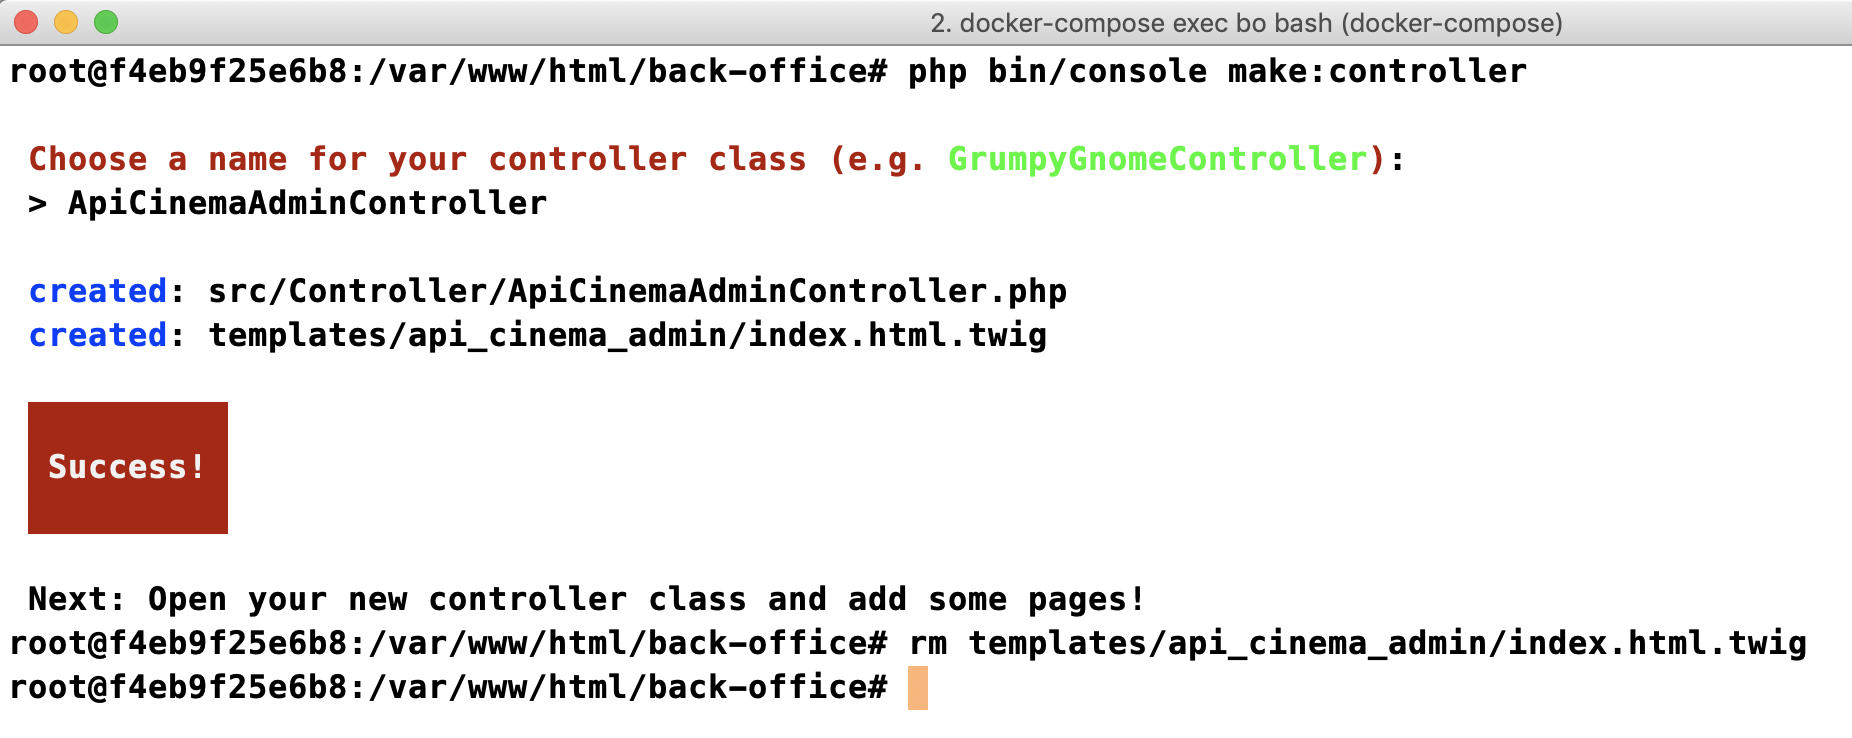 2. docker-compose exec bo bash (docker-compose)
root@f4eb9f25e6b8:/var/www/html/back-office# php bin/console make:controller
Choose a name for your controller class (e.g. GrumpyGnomeController):
> ApiCinemaAdminController
created: src/Controller/ApiCinemaAdminController.php
created: templates/api_cinema_admin/index.html.twig
Success!
Next: Open your new controller class and add some pages!
root@f4eb9f25e6b8:/var/www/html/back-office# rm templates/api_cinema_admin/index.html.twig
root@f4eb9f25e6b8:/var/www/html/back-office#